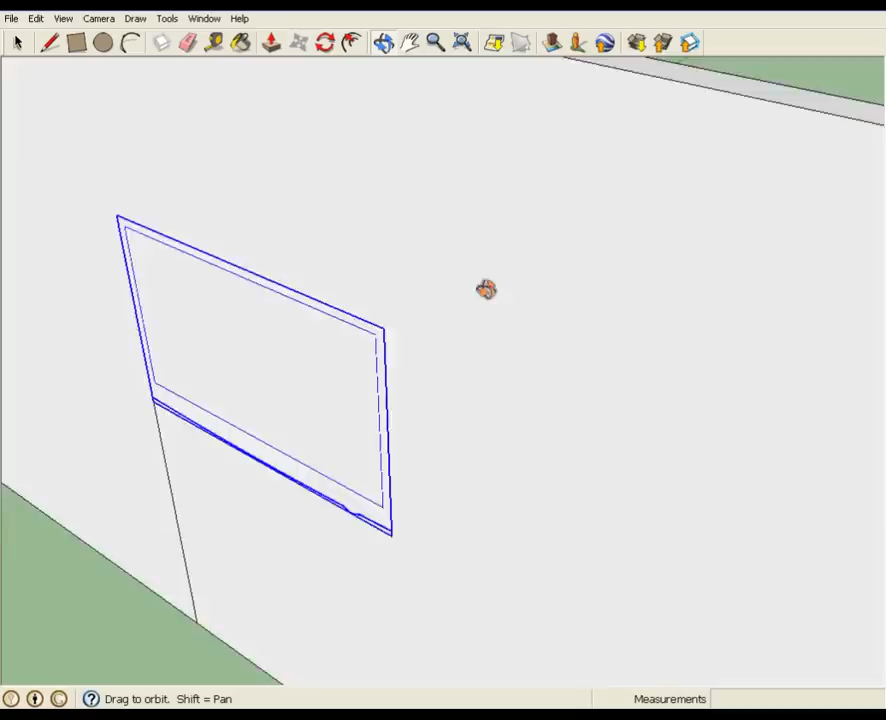 File Edit View Camera Draw Tools Window Help
Drag to orbit. Shift = Pan Measurements